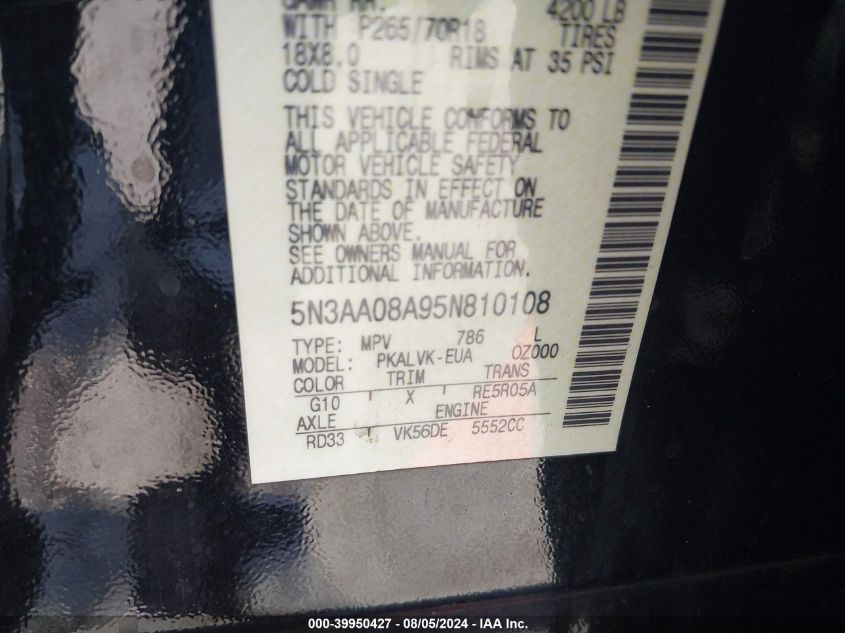 4200 LB
WITH P265/70R18 TIRES
18X8.0 RIMS AT 35 PSI
COLD SINGLE
THIS VEHICLE CONFORMS TO
ALL APPLICABLE FEDERAL
MOTOR VEHICLE SAFETY
STANDARDS IN EFFECT ON
THE DATE OF MANUFACTURE
SHOWN ABOVE.
SEE OWNERS MANUAL FOR
ADDITIONAL INFORMATION.
5N3AA08A95N810108
TYPE: MPV 786 L
MODEL: PKALVK-EUA 0Z000
COLOR TRIM TRANS
G10 X RE5R05A
AXLE ENGINE
RD33 VK56DE 5552CC
000-39950427 - 08/05/2024 - IAA Inc.